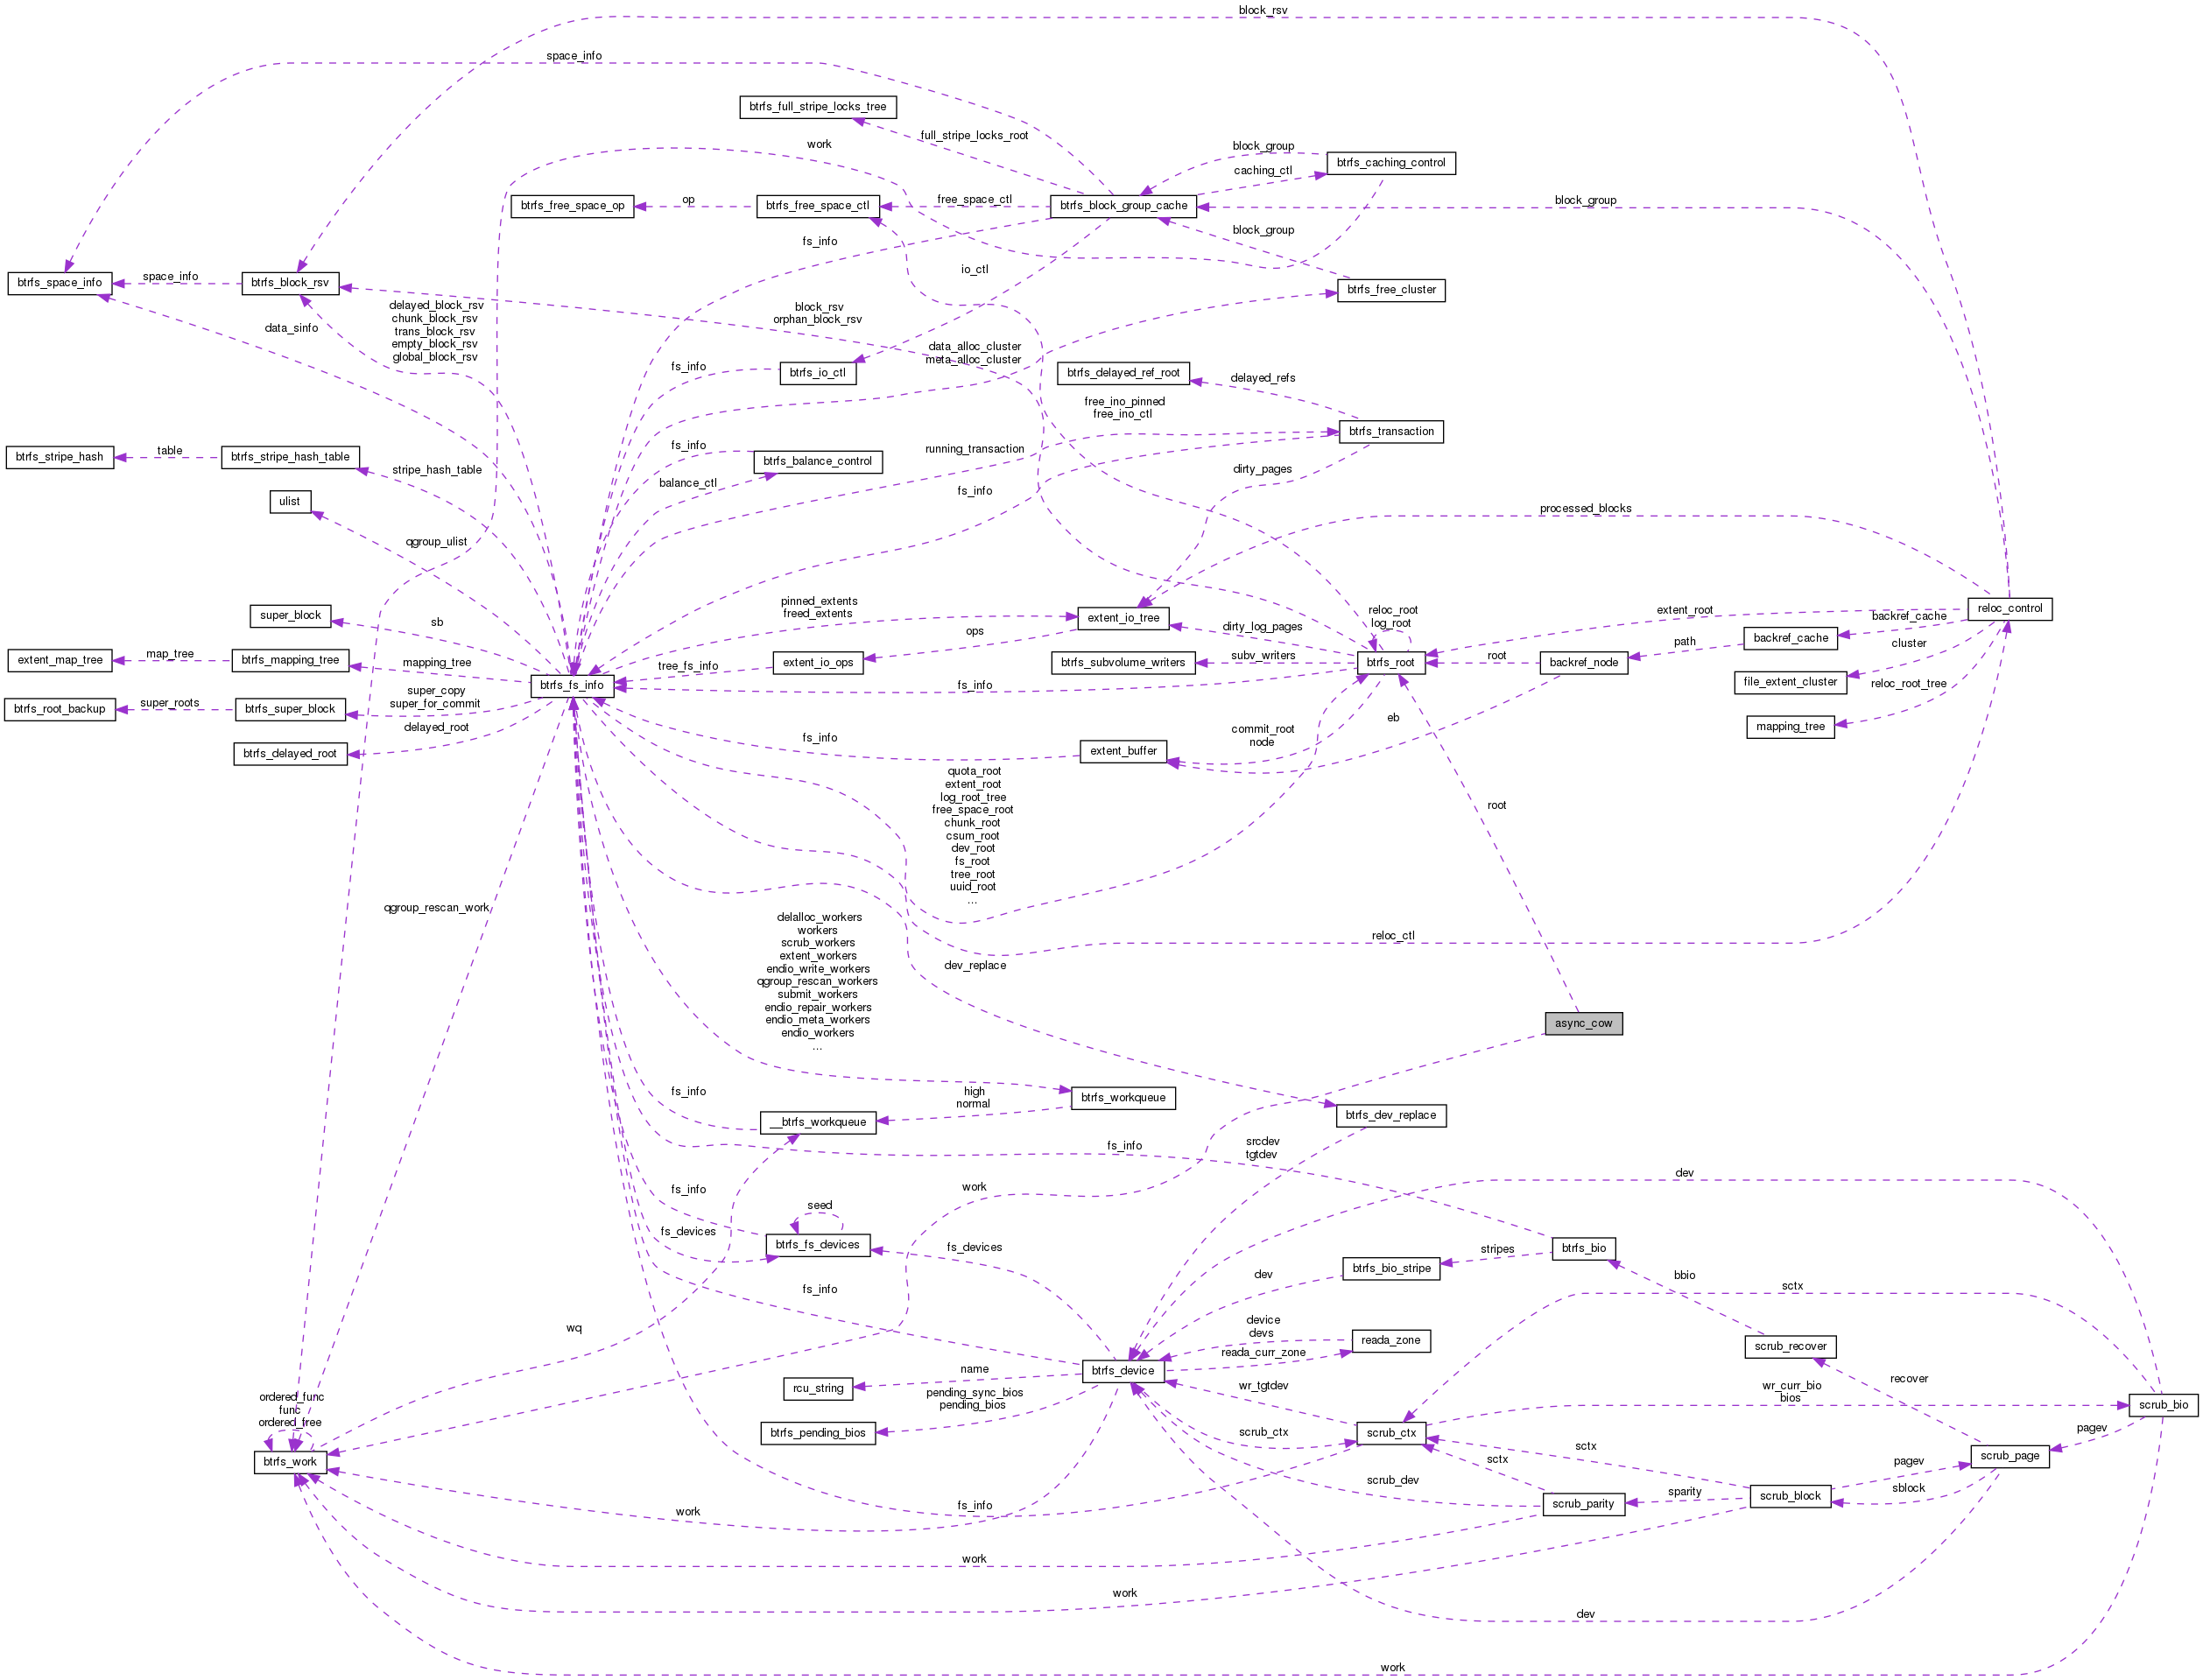 block_rsv
space_info
btrfs_full_stripe_locks_tree
full_stripe_locks_root
work
block_group
btrfs_caching_control
caching_ctl
btrfs_free_space_op
op
btrfs_free_space_ctl
free_space_ctl
btrfs_block_group_cache
block_group
block_group
fs_info
io_ctl
btrfs_space_info
space_info
btrfs_block_rsv
btrfs_free_cluster
data_sinfo
delayed_block_rsv
chunk_block_rsv
trans_block_rsv
empty_block_rsv
global_block_rsv
block_rsv
orphan_block_rsv
data_alloc_cluster
meta_alloc_cluster
fs_info
btrfs_io_ctl
btrfs_delayed_ref_root
delayed_refs
free_ino_pinned
free_ino_ctl
btrfs_transaction
btrfs_stripe_hash
table
btrfs_stripe_hash_table
stripe_hash_table
fs_info
btrfs_balance_control
balance_ctl
running_transaction
dirty_pages
fs_info
ulist
qgroup_ulist
processed_blocks
super_block
sb
pinned_extents
freed_extents
extent_io_tree
ops
dirty_log_pages
reloc_root
log_root
extent_root
reloc_control
backref_cache
backref_cache
cluster
path
extent_map_tree
map_tree
btrfs_mapping_tree
mapping_tree
btrfs_fs_info
tree_fs_info
extent_io_ops
btrfs_subvolume_writers
subv_writers
btrfs_root
root
backref_node
file_extent_cluster
reloc_root_tree
fs_info
btrfs_root_backup
super_roots
btrfs_super_block
super_copy
super_for_commit
delayed_root
btrfs_delayed_root
mapping_tree
eb
fs_info
extent_buffer
commit_root
node
quota_root
extent_root
log_root_tree
free_space_root
chunk_root
csum_root
dev_root
fs_root
tree_root
uuid_root
...
root
qgroup_rescan_work
reloc_ctl
dev_replace
delalloc_workers
workers
scrub_workers
extent_workers
endio_write_workers
qgroup_rescan_workers
submit_workers
endio_repair_workers
endio_meta_workers
endio_workers
...
async_cow
fs_info
high
normal
btrfs_workqueue
__btrfs_workqueue
btrfs_dev_replace
fs_info
srcdev
tgtdev
dev
work
fs_info
seed
fs_devices
btrfs_fs_devices
fs_devices
btrfs_bio
stripes
btrfs_bio_stripe
dev
bbio
sctx
fs_info
wq
device
devs
reada_zone
reada_curr_zone
scrub_recover
btrfs_device
name
rcu_string
recover
wr_tgtdev
wr_curr_bio
bios
scrub_bio
ordered_func
func
ordered_free
pending_sync_bios
pending_bios
btrfs_pending_bios
scrub_ctx
scrub_ctx
pagev
sctx
scrub_page
btrfs_work
sctx
pagev
scrub_dev
sparity
scrub_block
sblock
scrub_parity
work
fs_info
work
work
dev
work